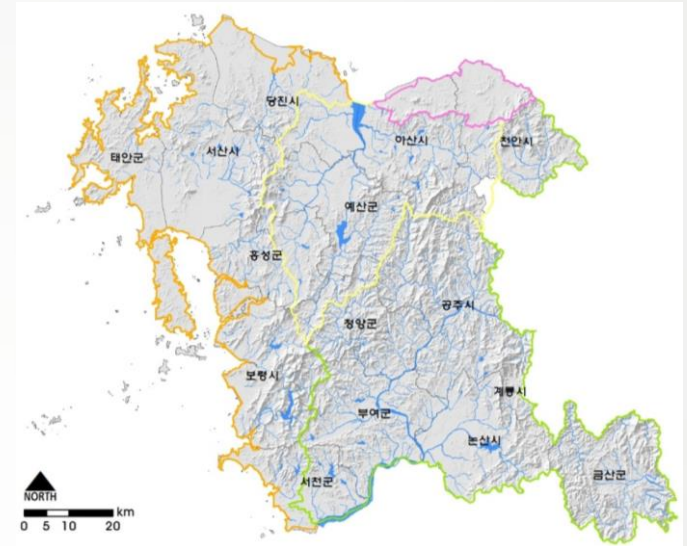 당진시
아산시
천안시
태안군
서산시
예산군
홍성군
공주시
청양군
보령시
계룡시
부여군
논산시
금산군
서천군
NORTH
0 5 10 20 km